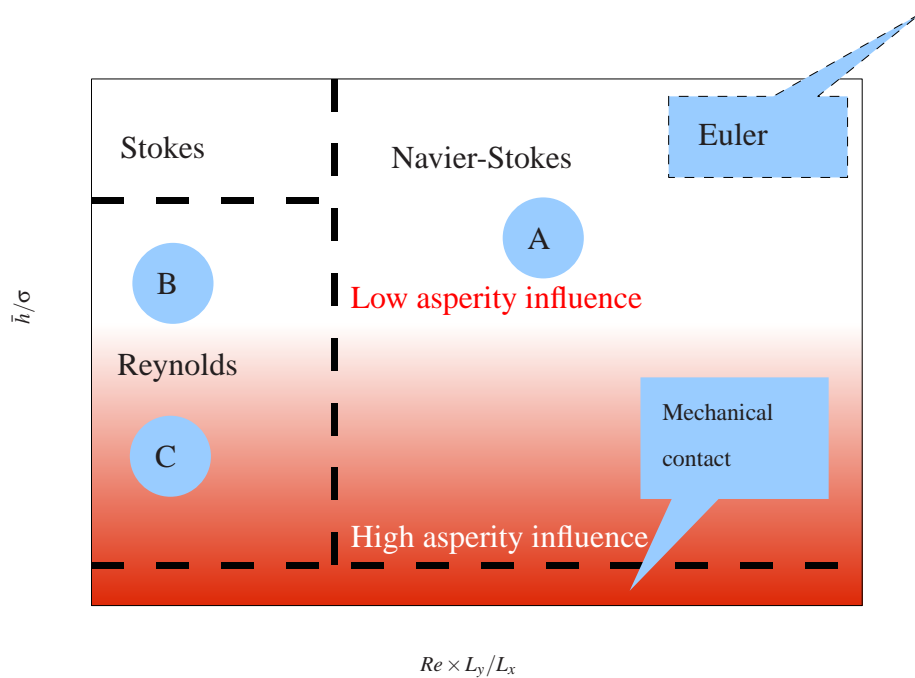 Euler
Stokes
Navier-Stokes
A
B
Low asperity influence
h̄/σ
Reynolds
Mechanical
contact
C
High asperity influence
Re × L_y/L_x